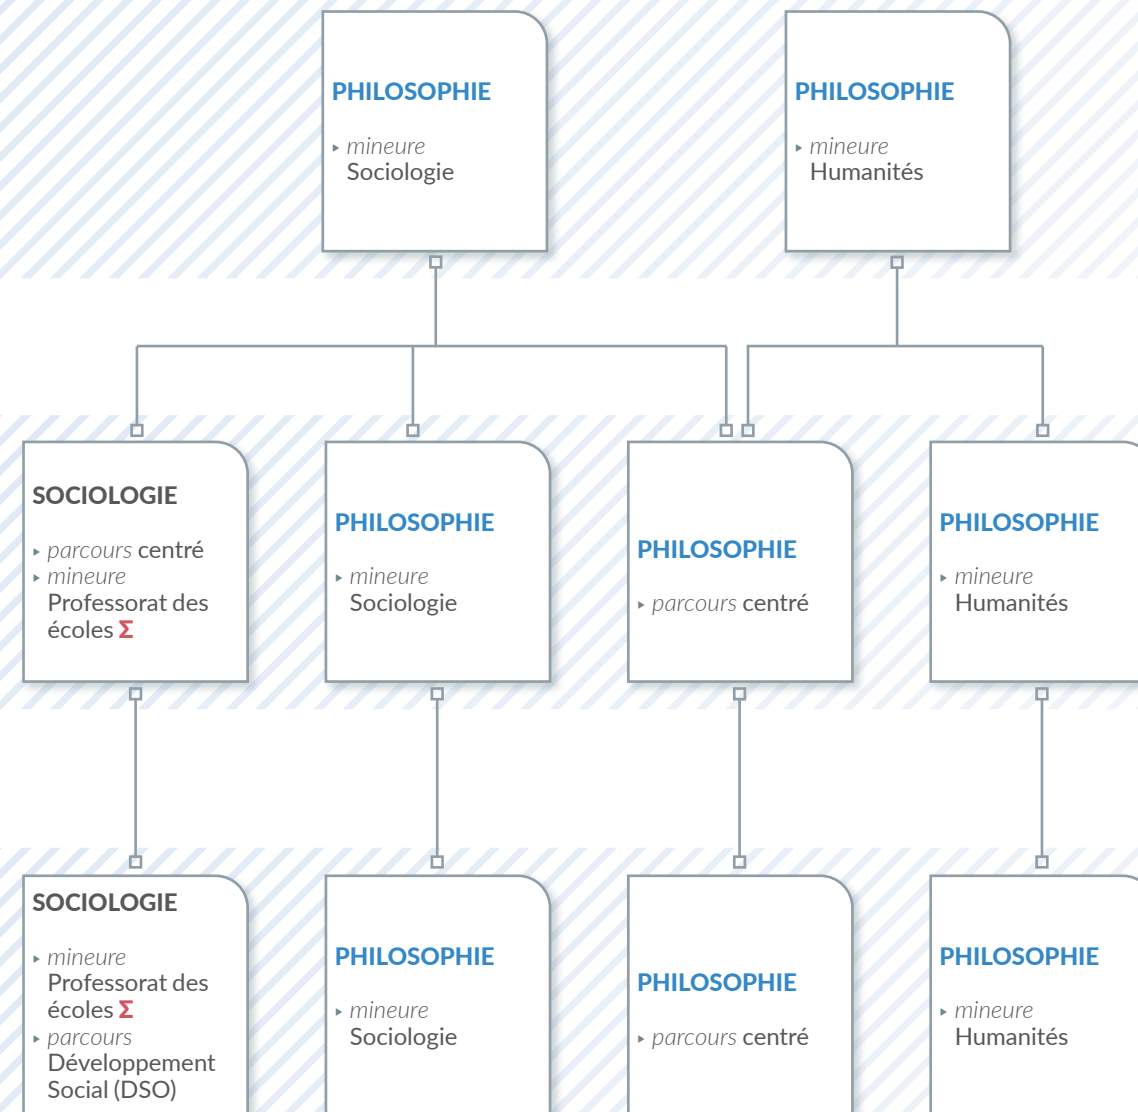 PHILOSOPHIE
▸ mineure
Sociologie
PHILOSOPHIE
▸ mineure
Humanités
SOCIOLOGIE
▸ parcours centré
▸ mineure
Professorat des
écoles Σ
PHILOSOPHIE
▸ mineure
Sociologie
PHILOSOPHIE
▸ parcours centré
PHILOSOPHIE
▸ mineure
Humanités
SOCIOLOGIE
▸ mineure
Professorat des
écoles Σ
▸ parcours
Développement
Social (DSO)
PHILOSOPHIE
▸ mineure
Sociologie
PHILOSOPHIE
▸ parcours centré
PHILOSOPHIE
▸ mineure
Humanités